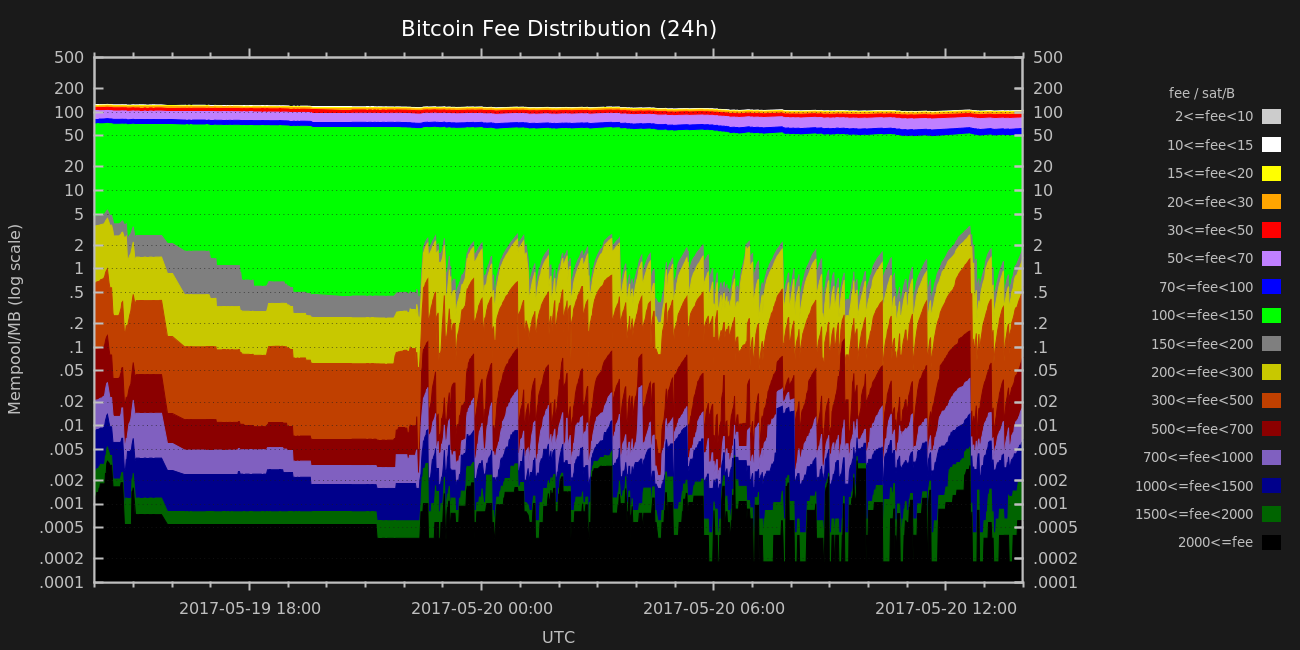 Bitcoin Fee Distribution (24h)
Mempool/MB (log scale)
500
200
100
50
20
10
5
2
1
.5
.2
.1
.05
.02
.01
.005
.002
.001
.0005
.0002
.0001
500
200
100
50
20
10
5
2
1
.5
.2
.1
.05
.02
.01
.005
.002
.001
.0005
.0002
.0001
2017-05-19 18:00
2017-05-20 00:00
2017-05-20 06:00
2017-05-20 12:00
UTC
fee / sat/B
2<=fee<10
10<=fee<15
15<=fee<20
20<=fee<30
30<=fee<50
50<=fee<70
70<=fee<100
100<=fee<150
150<=fee<200
200<=fee<300
300<=fee<500
500<=fee<700
700<=fee<1000
1000<=fee<1500
1500<=fee<2000
2000<=fee